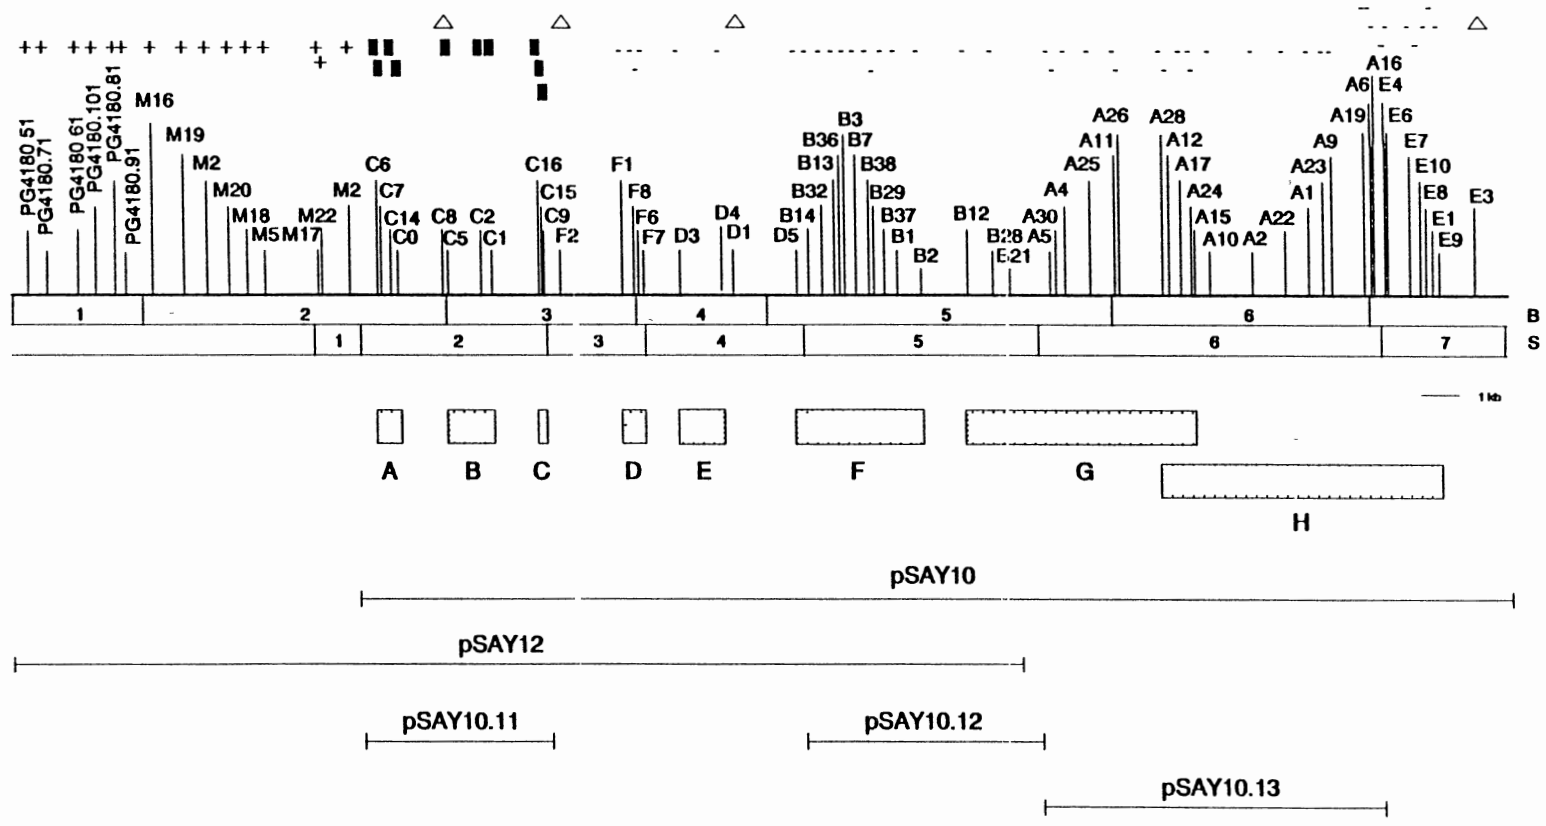 A16
A6 E4
M16 A26 A28 A19 E6
M19 B36 B3 B7 A11 A12 A9 E7
M2 C6 C16 F1 B13 B38 A25 A17 A23 E10
M20 C7 C15 F8 B32 B29 A4 A24 A1 E8 E3
PG4180.51 PG4180.71 PG4180.61 PG4180.101 PG4180.81 PG4180.91
M18 M22 M2 C14 C8 C2 C9 F6 D4 B14 B37 B12 A30 A15 A22 E1
M5 M17 C0 C5 C1 F2 F7 D3 D1 D5 B1 B28 A5 A10 A2 E9
B2 E21
1 2 3 4 5 6 B
1 2 3 4 5 6 7 S
1 kb
A B C D E F G
H
pSAY10
pSAY12
pSAY10.11 pSAY10.12
pSAY10.13